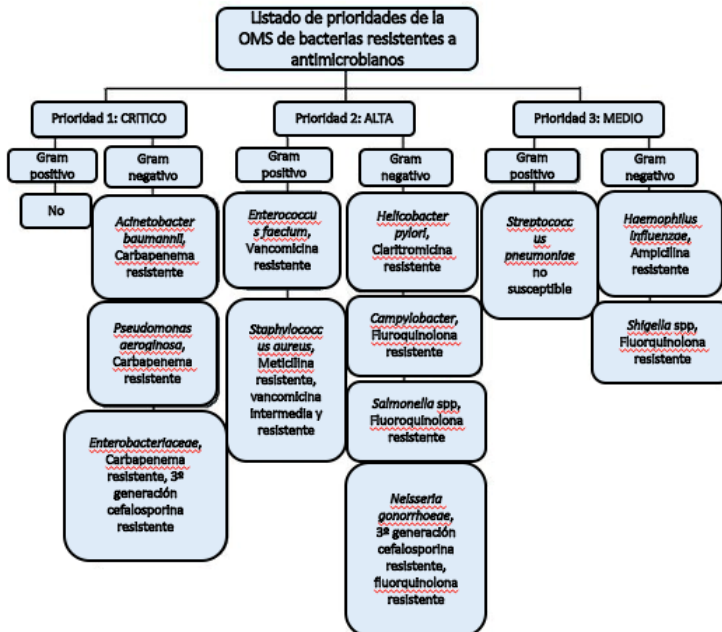 Listado de prioridades de la
OMS de bacterias resistentes a
antimicrobianos
Prioridad 1: CRITICO
Gram
positivo
No
Gram
negativo
Acinetobacter
baumannii,
Carbapenema
resistente
Pseudomonas
aeroginosa,
Carbapenema
resistente
Enterobacteriaceae,
Carbapenema
resistente, 3ª
generación
cefalosporina
resistente
Prioridad 2: ALTA
Gram
positivo
Enterococcu
s faecium,
Vancomicina
resistente
Staphylococc
us aureus,
Meticilina
resistente,
vancomicina
intermedia y
resistente
Gram
negativo
Helicobacter
pylori,
Claritromicina
resistente
Campylobacter,
Fluroquinolona
resistente
Salmonella spp,
Fluoroquinolona
resistente
Neisseria
gonorrhoeae,
3ª generación
cefalosporina
resistente,
fluorquinolona
resistente
Prioridad 3: MEDIO
Gram
positivo
Streptococc
us
pneumoniae
no
susceptible
Gram
negativo
Haemophilus
influenzae,
Ampicilina
resistente
Shigella spp,
Fluorquinolona
resistente